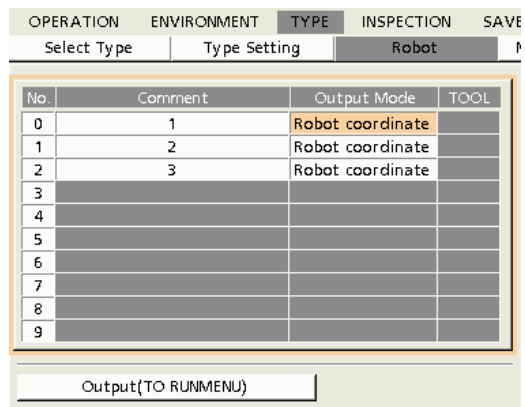 OPERATION ENVIRONMENT TYPE INSPECTION SAVE
Select Type Type Setting Robot
No. Comment Output Mode TOOL
0 1 Robot coordinate
1 2 Robot coordinate
2 3 Robot coordinate
3
4
5
6
7
8
9
Output(TO RUNMENU)